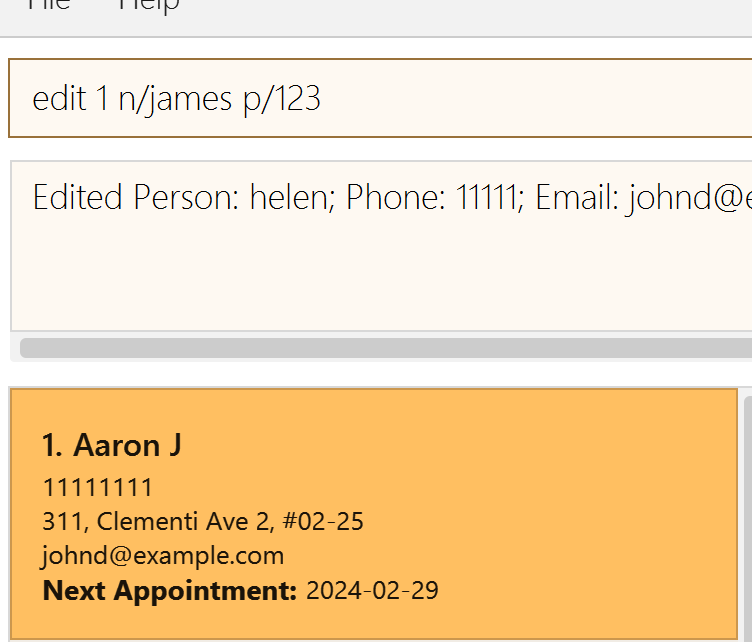 File Help
edit 1 n/james p/123
Edited Person: helen; Phone: 11111; Email: johnd@e
1. Aaron J
11111111
311, Clementi Ave 2, #02-25
johnd@example.com
Next Appointment: 2024-02-29